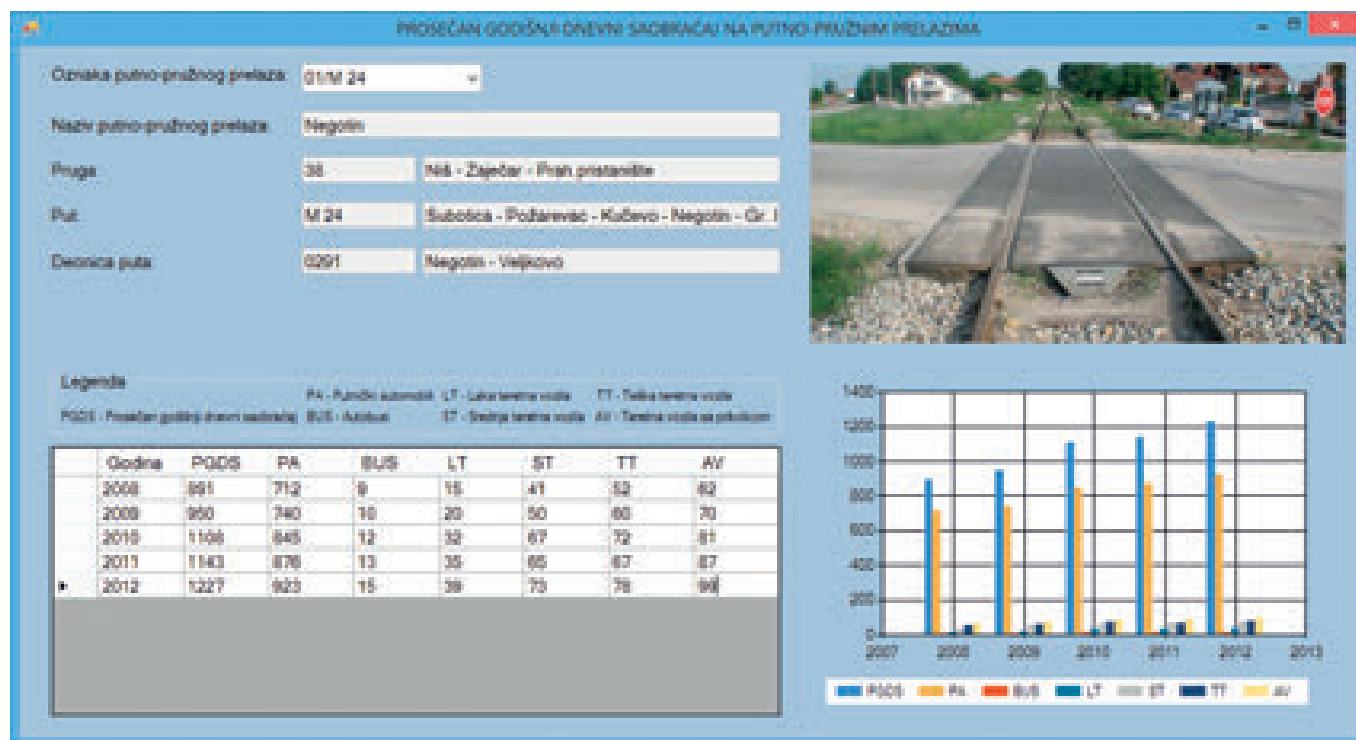 PROSEČAN GODIŠNJI DNEVNI SAOBRAĆAJ NA PUTNO-PRUŽNIM PRELAZIMA
Oznaka putno-pružnog prelaza 01/M 24
Naziv putno-pružnog prelaza Negotin
Pruga 38 Niš - Zaječar - Prah pristanište
Put M 24 Subotica - Požarevac - Kučevo - Negotin - Gr.
Deonica puta 0291 Negotin - Veljkovo
Legenda
PA - Putnički automobili LT - Laka teretna vozila TT - Teška teretna vozila
PGDS - Prosečan godišnji dnevni saobraćaj BUS - Autobusi ST - Srednja teretna vozila AV - Teretna vozila sa prikolicom
Godina PGDS PA BUS LT ST TT AV
2008 891 712 9 15 41 52 62
2009 950 740 10 20 50 60 70
2010 1108 845 12 32 67 72 81
2011 1143 876 13 35 65 67 87
2012 1227 923 15 39 73 78 99
1400
1200
1000
800
600
400
200
0
2007 2008 2009 2010 2011 2012 2013
PGDS PA BUS LT ST TT AV